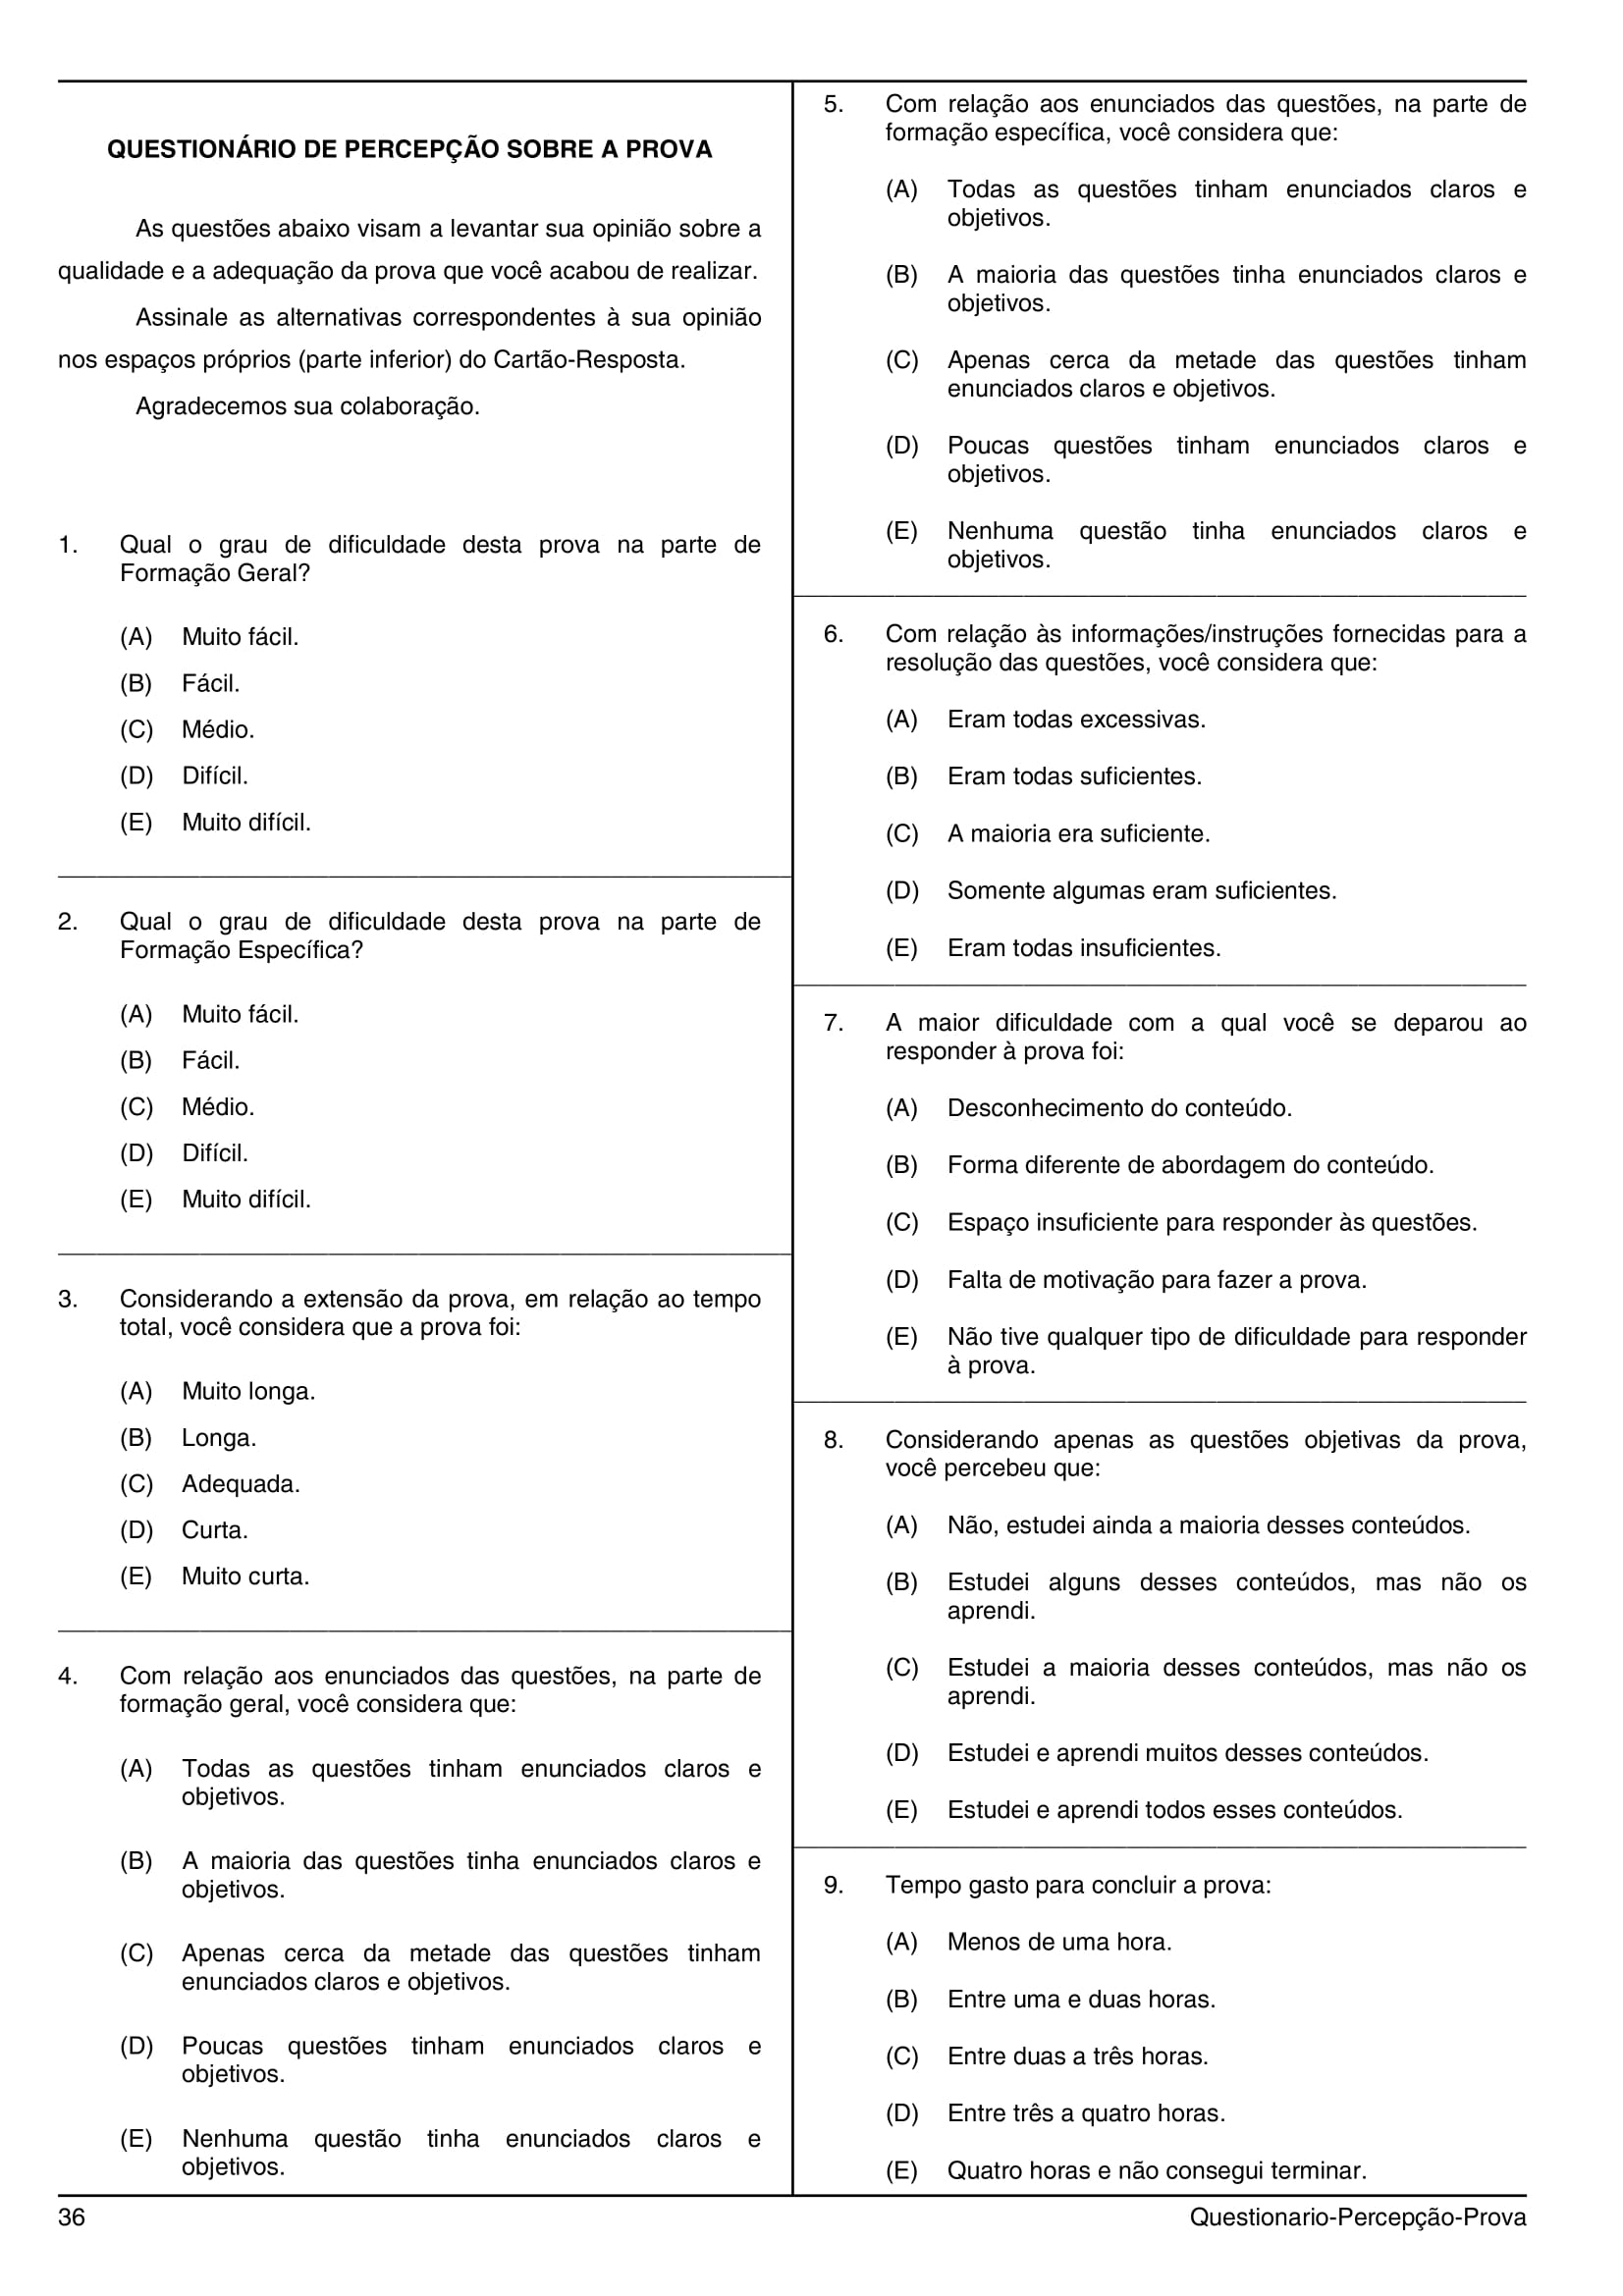 QUESTIONÁRIO DE PERCEPÇÃO SOBRE A PROVA
As questões abaixo visam a levantar sua opinião sobre a
qualidade e a adequação da prova que você acabou de realizar.
Assinale as alternativas correspondentes à sua opinião
nos espaços próprios (parte inferior) do Cartão-Resposta.
Agradecemos sua colaboração.
1. Qual o grau de dificuldade desta prova na parte de
Formação Geral?
(A) Muito fácil.
(B) Fácil.
(C) Médio.
(D) Difícil.
(E) Muito difícil.
2. Qual o grau de dificuldade desta prova na parte de
Formação Específica?
(A) Muito fácil.
(B) Fácil.
(C) Médio.
(D) Difícil.
(E) Muito difícil.
3. Considerando a extensão da prova, em relação ao tempo
total, você considera que a prova foi:
(A) Muito longa.
(B) Longa.
(C) Adequada.
(D) Curta.
(E) Muito curta.
4. Com relação aos enunciados das questões, na parte de
formação geral, você considera que:
(A) Todas as questões tinham enunciados claros e
objetivos.
(B) A maioria das questões tinha enunciados claros e
objetivos.
(C) Apenas cerca da metade das questões tinham
enunciados claros e objetivos.
(D) Poucas questões tinham enunciados claros e
objetivos.
(E) Nenhuma questão tinha enunciados claros e
objetivos.
5. Com relação aos enunciados das questões, na parte de
formação específica, você considera que:
(A) Todas as questões tinham enunciados claros e
objetivos.
(B) A maioria das questões tinha enunciados claros e
objetivos.
(C) Apenas cerca da metade das questões tinham
enunciados claros e objetivos.
(D) Poucas questões tinham enunciados claros e
objetivos.
(E) Nenhuma questão tinha enunciados claros e
objetivos.
6. Com relação às informações/instruções fornecidas para a
resolução das questões, você considera que:
(A) Eram todas excessivas.
(B) Eram todas suficientes.
(C) A maioria era suficiente.
(D) Somente algumas eram suficientes.
(E) Eram todas insuficientes.
7. A maior dificuldade com a qual você se deparou ao
responder à prova foi:
(A) Desconhecimento do conteúdo.
(B) Forma diferente de abordagem do conteúdo.
(C) Espaço insuficiente para responder às questões.
(D) Falta de motivação para fazer a prova.
(E) Não tive qualquer tipo de dificuldade para responder
à prova.
8. Considerando apenas as questões objetivas da prova,
você percebeu que:
(A) Não, estudei ainda a maioria desses conteúdos.
(B) Estudei alguns desses conteúdos, mas não os
aprendi.
(C) Estudei a maioria desses conteúdos, mas não os
aprendi.
(D) Estudei e aprendi muitos desses conteúdos.
(E) Estudei e aprendi todos esses conteúdos.
9. Tempo gasto para concluir a prova:
(A) Menos de uma hora.
(B) Entre uma e duas horas.
(C) Entre duas a três horas.
(D) Entre três a quatro horas.
(E) Quatro horas e não consegui terminar.
36
Questionario-Percepção-Prova